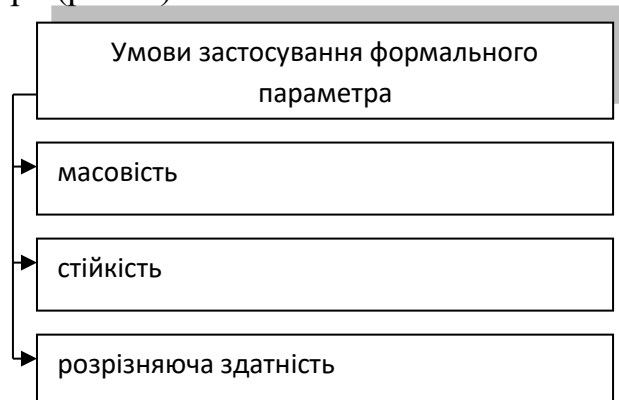 Умови застосування формального
параметра
масовість
стійкість
розрізняюча здатність